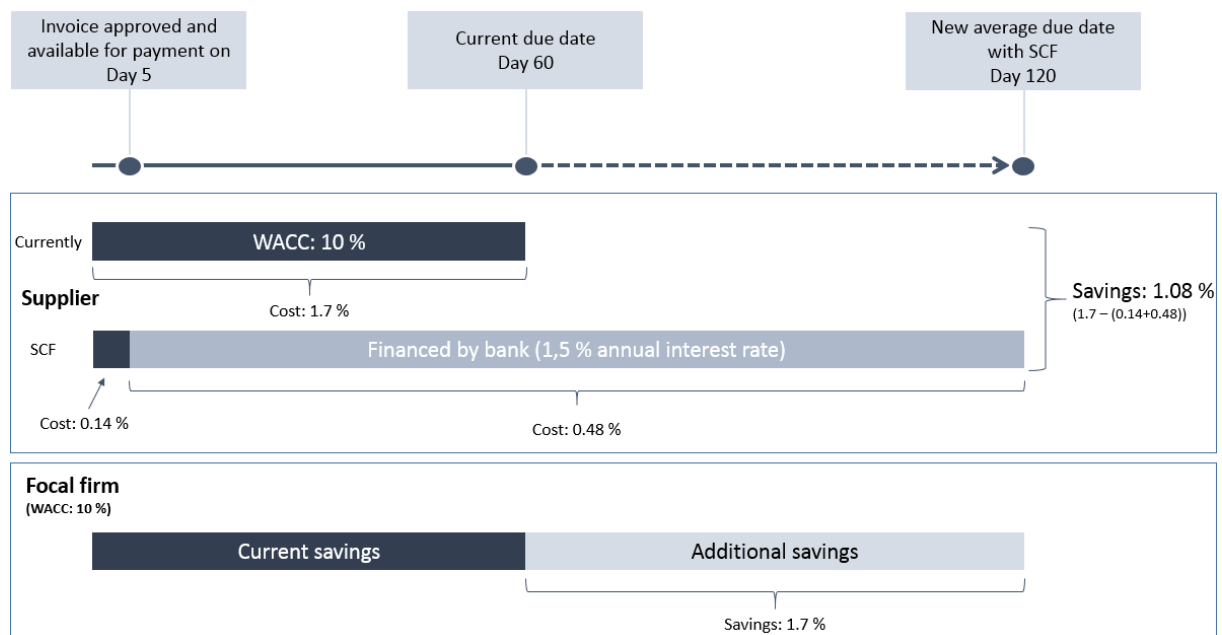 Invoice approved and
available for payment on
Day 5
Current due date
Day 60
New average due date
with SCF
Day 120
Currently
WACC: 10 %
Cost: 1.7 %
Supplier
Savings: 1.08 %
(1.7 – (0.14+0.48))
SCF
Financed by bank (1,5 % annual interest rate)
Cost: 0.14 %
Cost: 0.48 %
Focal firm
(WACC: 10 %)
Current savings
Additional savings
Savings: 1.7 %